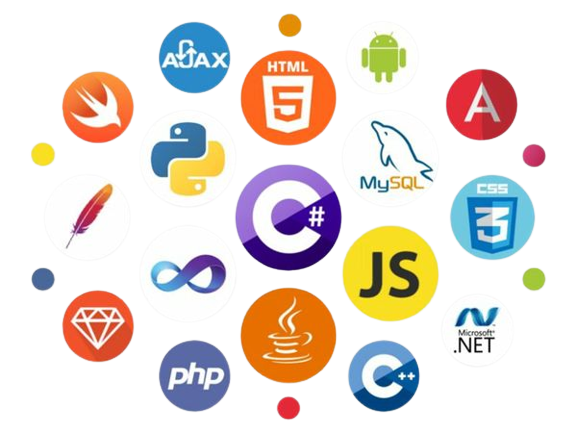 AJAX
HTML
5
A
MySQL
C#
CSS
3
JS
Microsoft®
.NET
php
C++